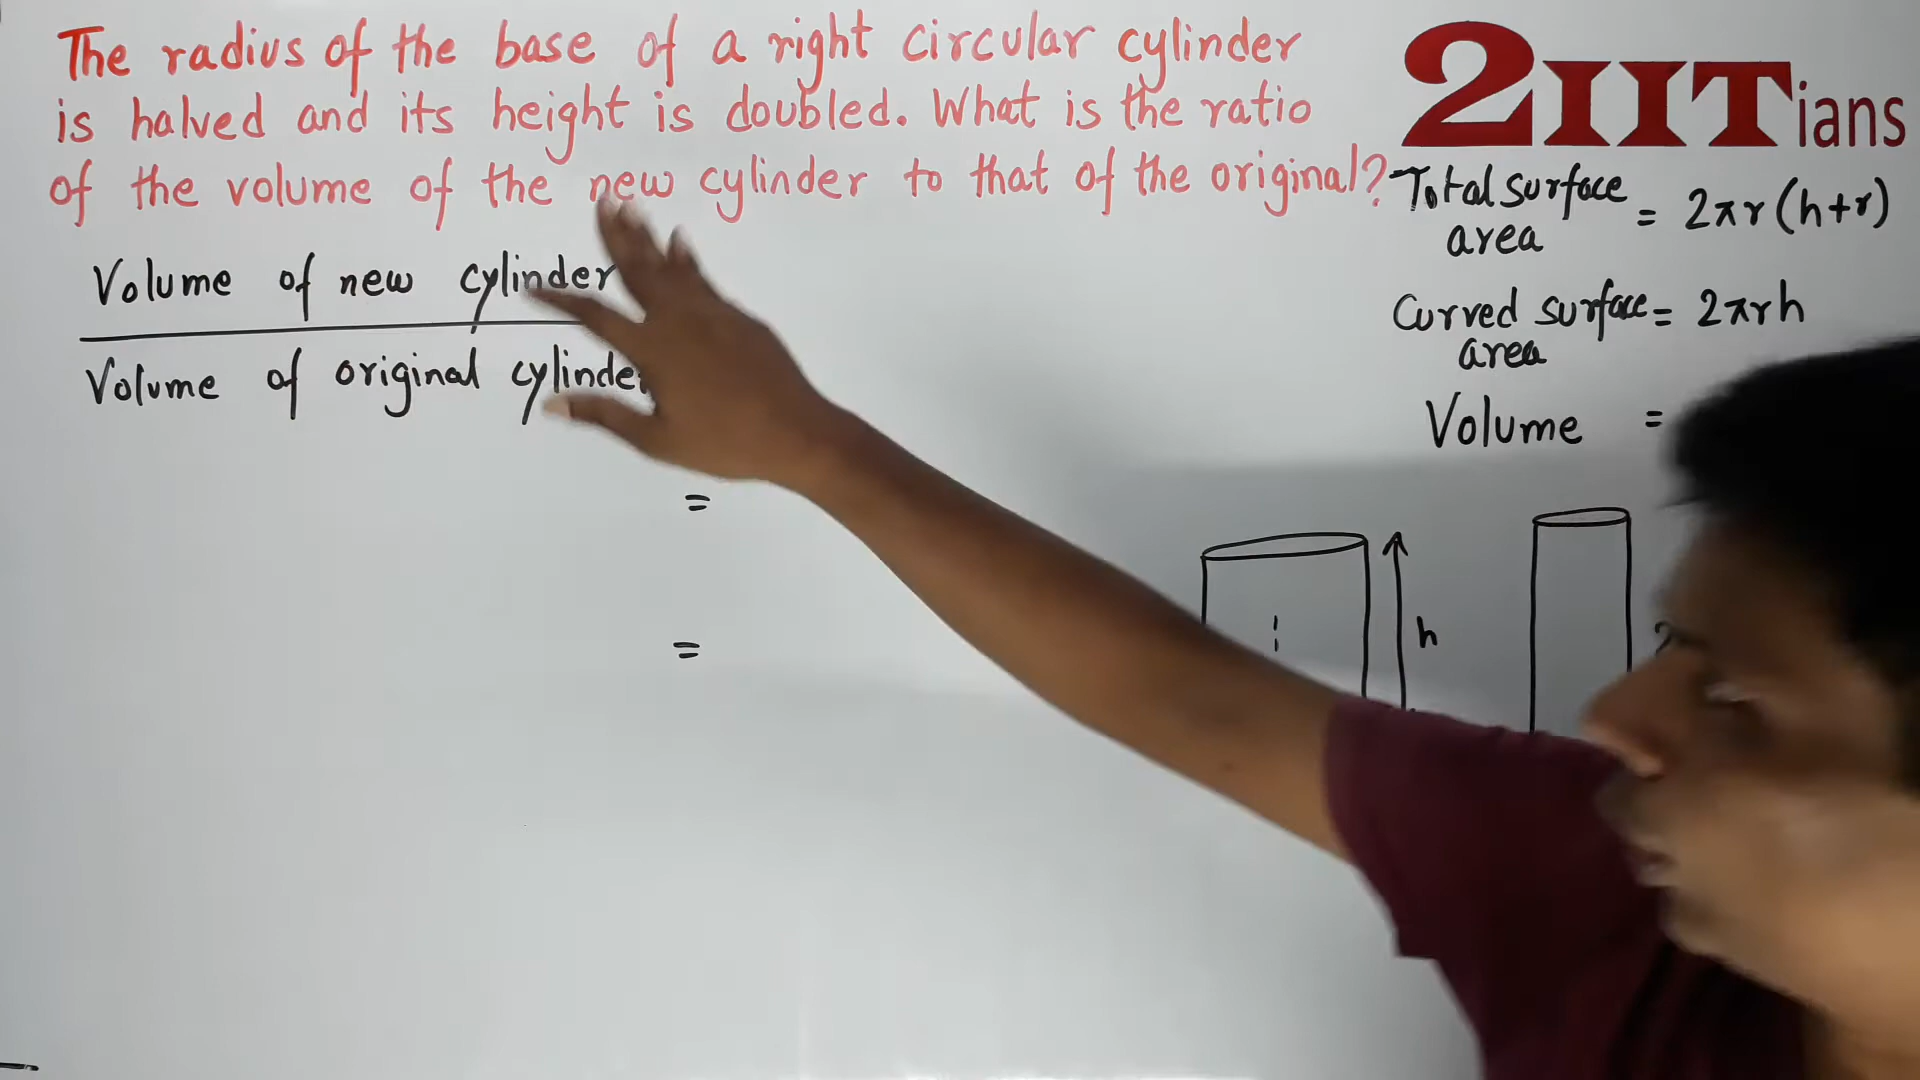 The radius of the base of a right circular cylinder
is halved and its height is doubled. What is the ratio
of the volume of the new cylinder to that of the original?
2IITians
Total surface area = 2πr(h+r)
Curved surface area = 2πrh
Volume =
Volume of new cylinder
Volume of original cylinder
=
=
h